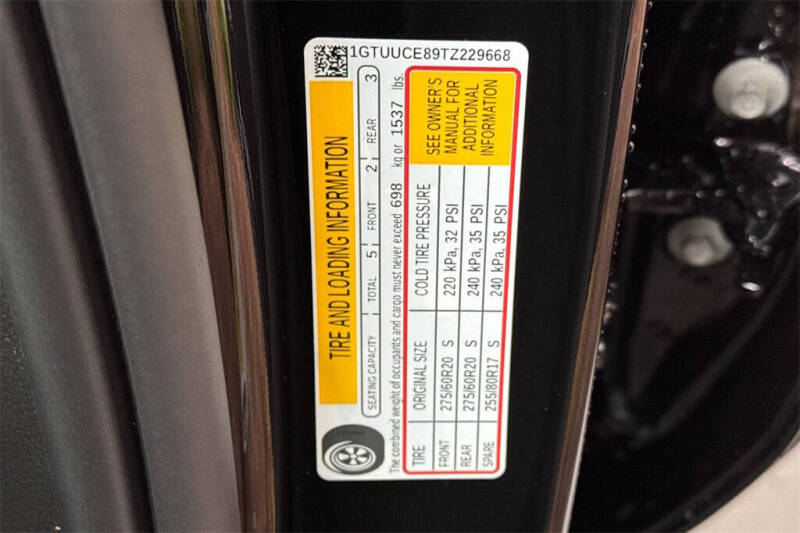 1GTUUCE89TZ229668
TIRE AND LOADING INFORMATION
SEATING CAPACITY TOTAL 5 FRONT 2 REAR 3
The combined weight of occupants and cargo must never exceed 698 kg or 1537 lbs.
TIRE ORIGINAL SIZE COLD TIRE PRESSURE
FRONT 275/60R20 S 220 kPa, 32 PSI
REAR 275/60R20 S 240 kPa, 35 PSI
SPARE 255/80R17 S 240 kPa, 35 PSI
SEE OWNER'S
MANUAL FOR
ADDITIONAL
INFORMATION